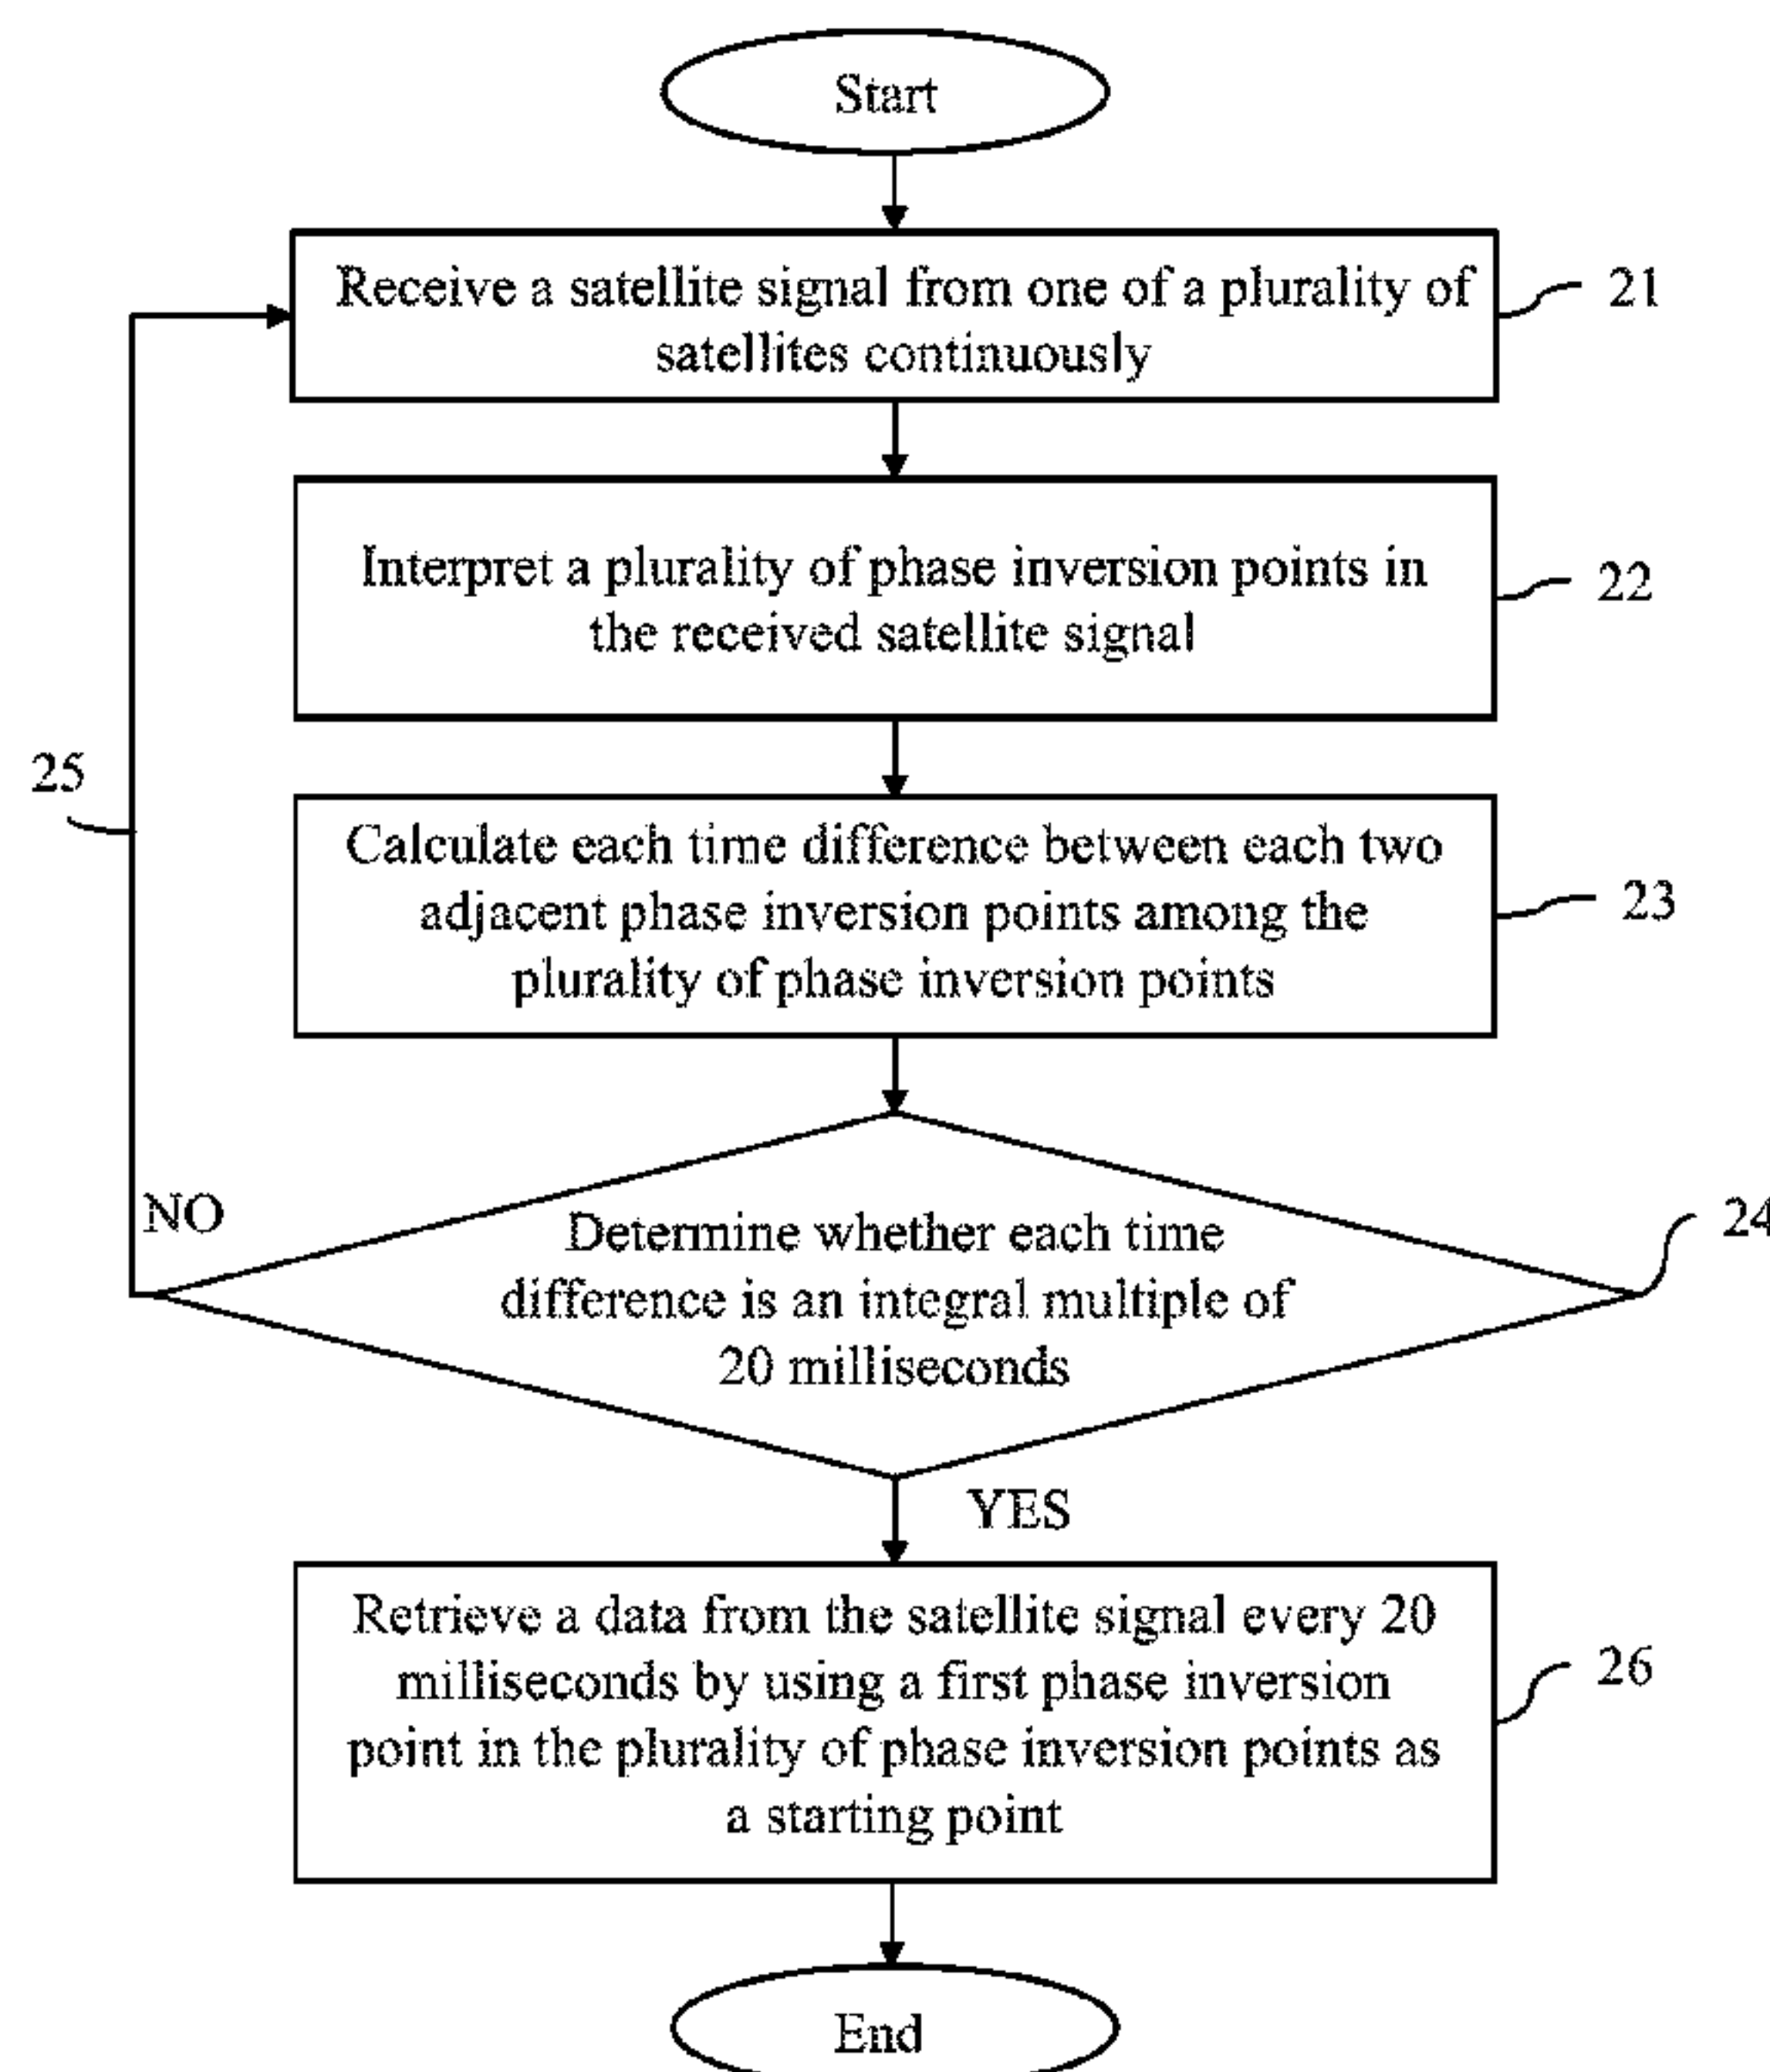 Start
Receive a satellite signal from one of a plurality of
satellites continuously
21
Interpret a plurality of phase inversion points in
the received satellite signal
22
25
Calculate each time difference between each two
adjacent phase inversion points among the
plurality of phase inversion points
23
NO
Determine whether each time
difference is an integral multiple of
20 milliseconds
24
YES
Retrieve a data from the satellite signal every 20
milliseconds by using a first phase inversion
point in the plurality of phase inversion points as
a starting point
26
End